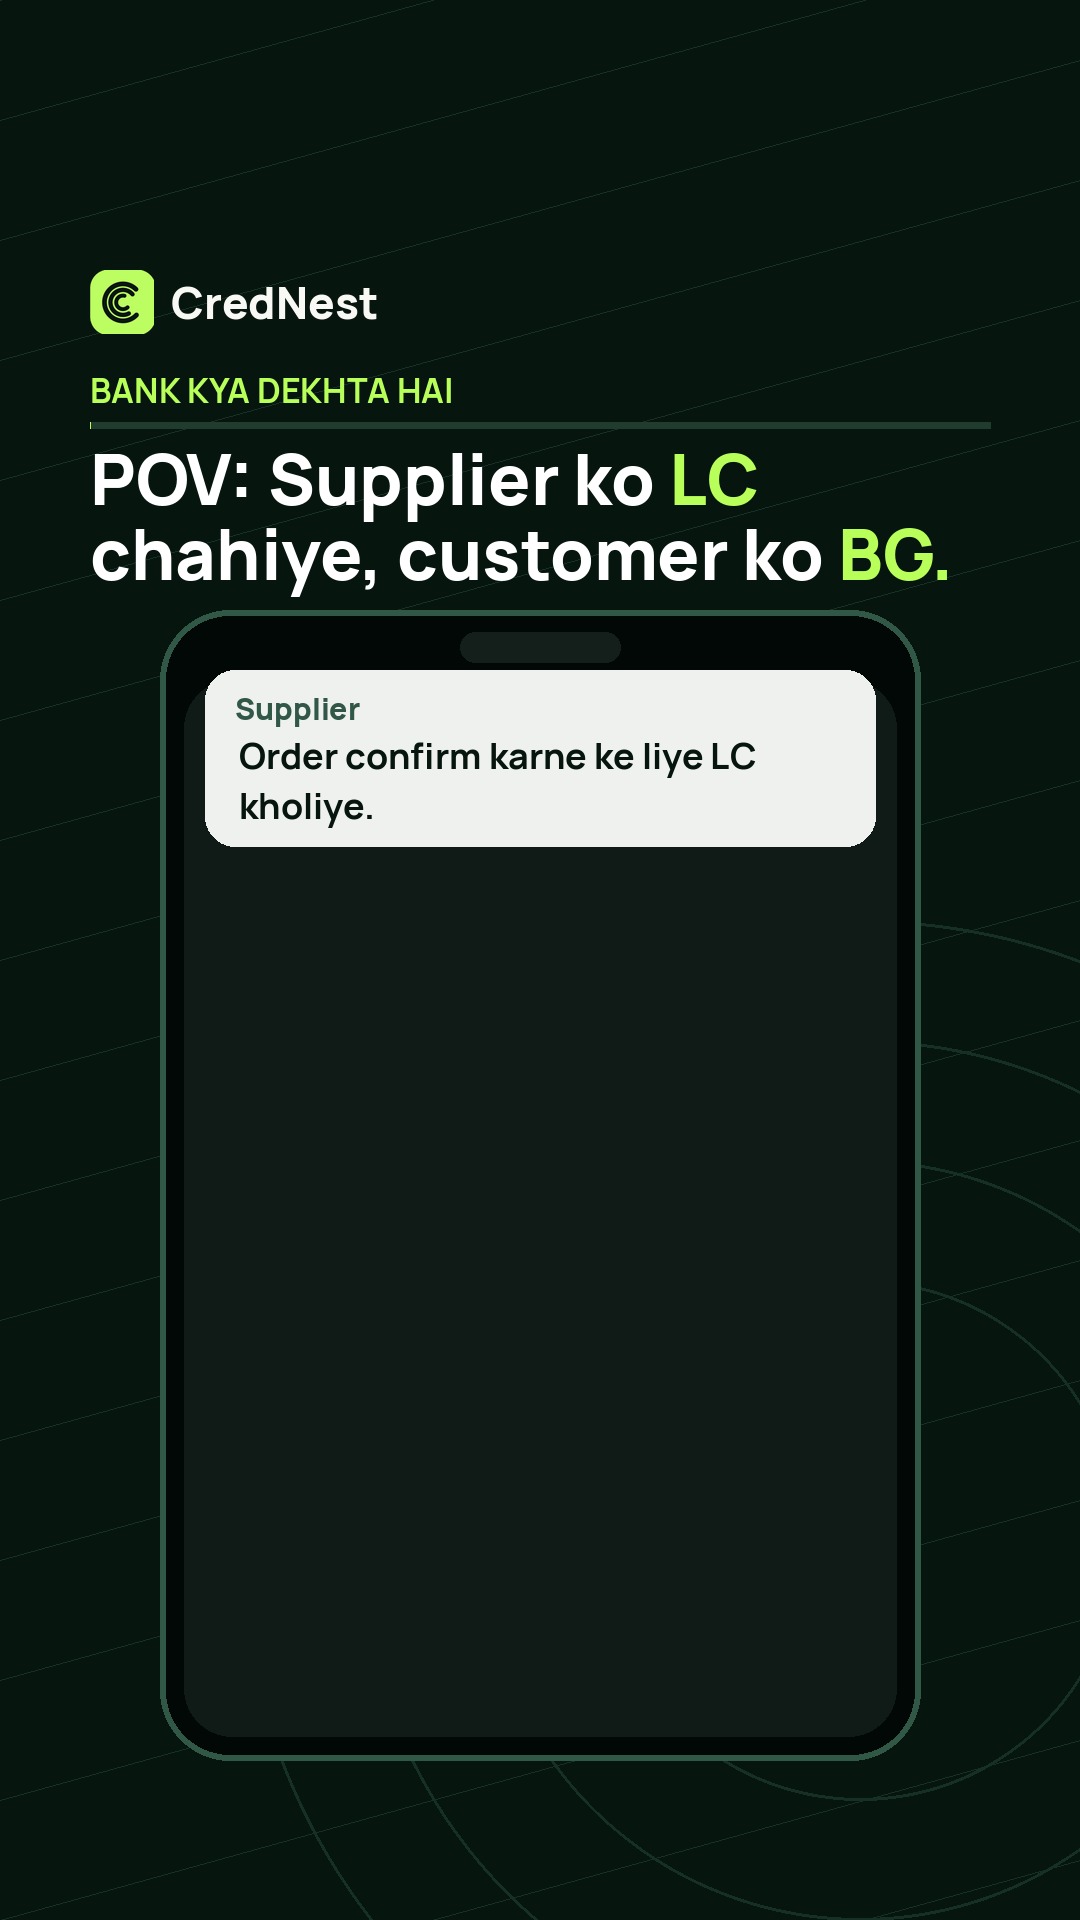 CredNest
BANK KYA DEKHTA HAI
POV: Supplier ko LC
chahiye, customer ko BG.
Supplier
Order confirm karne ke liye LC
kholiye.